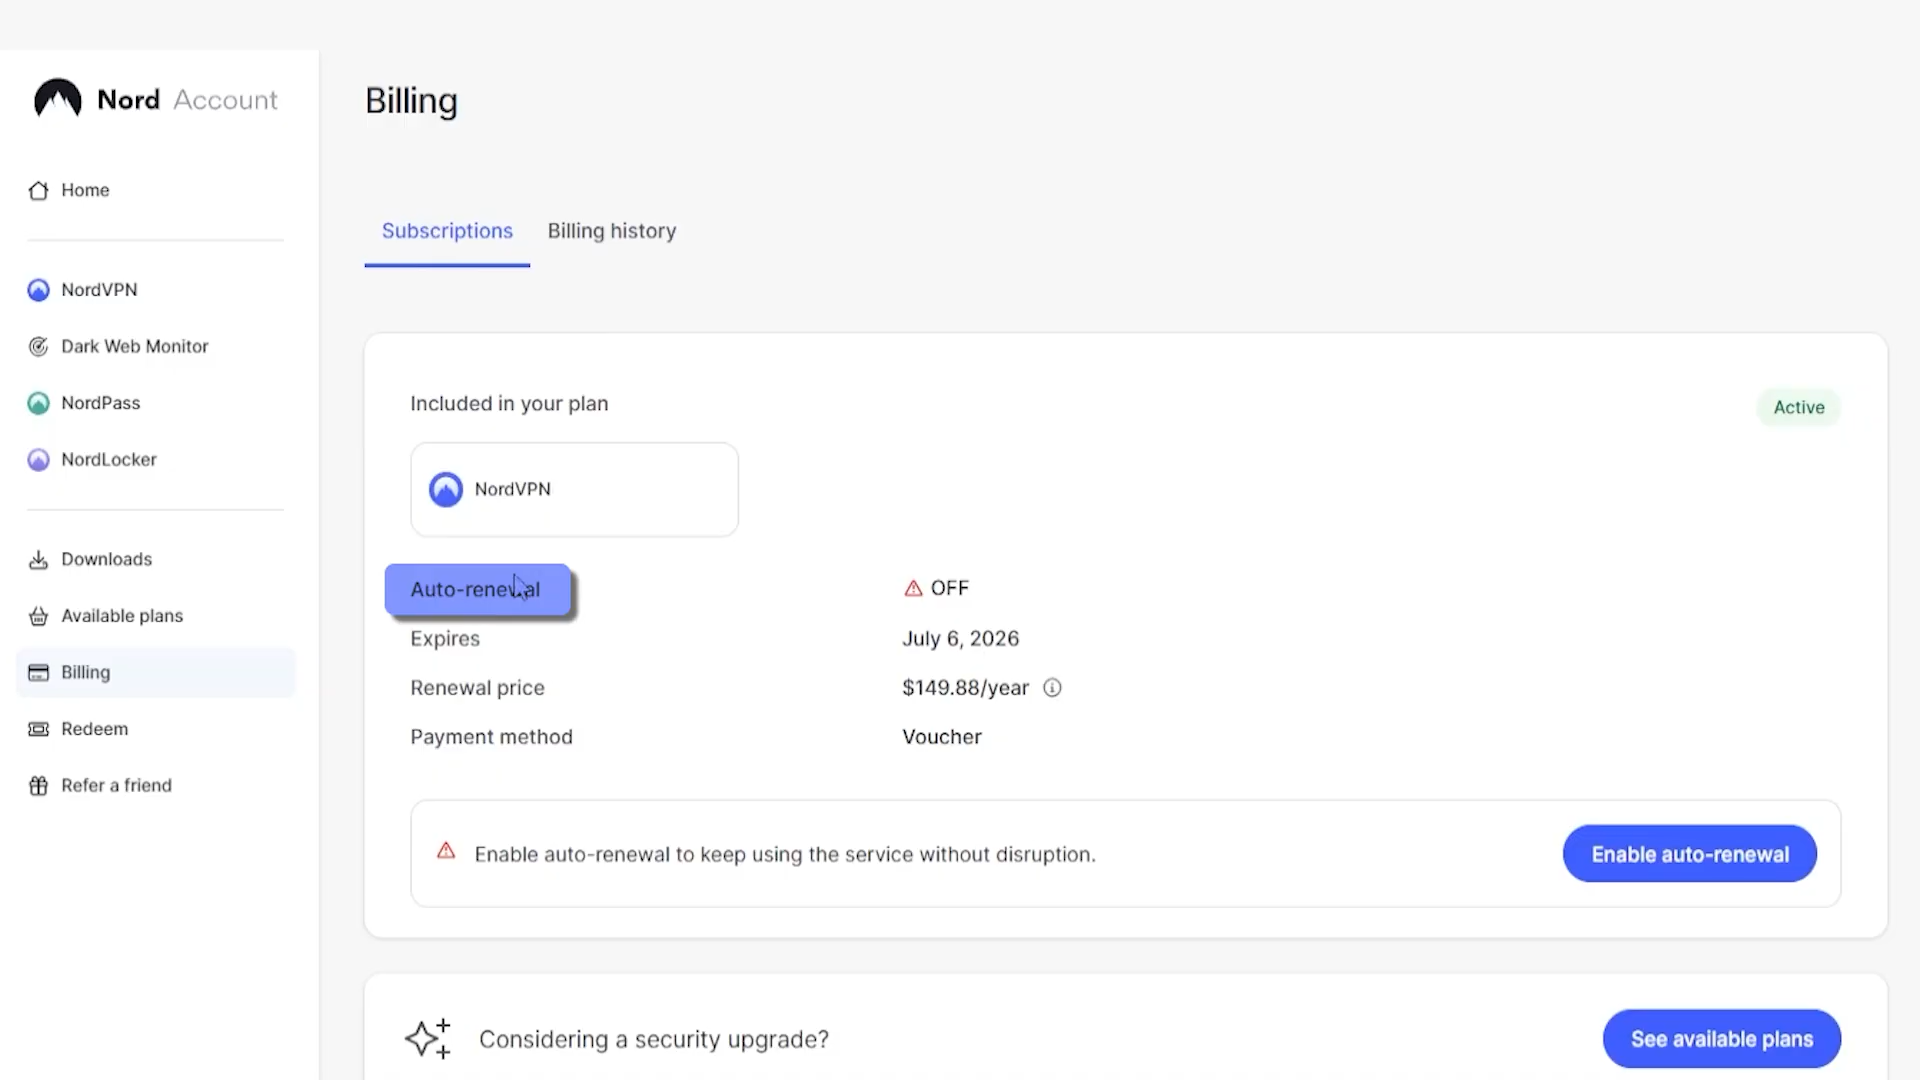 Nord Account
Home
NordVPN
Dark Web Monitor
NordPass
NordLocker
Downloads
Available plans
Billing
Redeem
Refer a friend
Billing
Subscriptions
Billing history
Included in your plan
Active
NordVPN
Auto-renewal
OFF
Expires
July 6, 2026
Renewal price
$149.88/year
Payment method
Voucher
Enable auto-renewal to keep using the service without disruption.
Enable auto-renewal
Considering a security upgrade?
See available plans